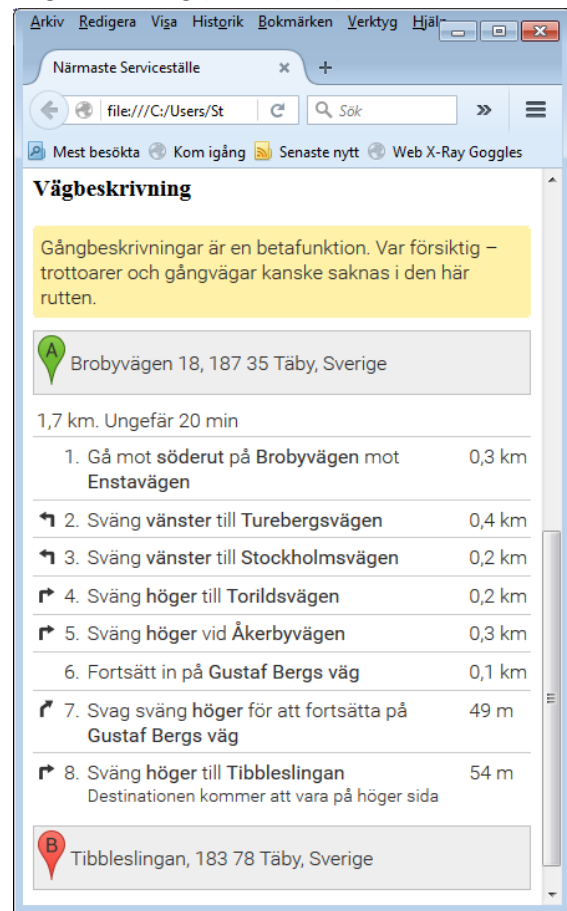 Arkiv Redigera Visa Historik Bokmärken Verktyg
Närmaste Serviceställe
file:///C:/Users/St
Sök
Mest besökta Kom igång Senaste nytt Web X-Ray Goggles
Vägbeskrivning
Gångbeskrivningar är en betafunktion. Var försiktig –
trottoarer och gångvägar kanske saknas i den här
rutten.
A
Brobyvägen 18, 187 35 Täby, Sverige
1,7 km. Ungefär 20 min
1. Gå mot söderut på Brobyvägen mot 0,3 km
Enstavägen
2. Sväng vänster till Turebergsvägen 0,4 km
3. Sväng vänster till Stockholmsvägen 0,2 km
4. Sväng höger till Torildsvägen 0,2 km
5. Sväng höger vid Åkerbyvägen 0,3 km
6. Fortsätt in på Gustaf Bergs väg 0,1 km
7. Svag sväng höger för att fortsätta på 49 m
Gustaf Bergs väg
8. Sväng höger till Tibbleslingan 54 m
Destinationen kommer att vara på höger sida
B
Tibbleslingan, 183 78 Täby, Sverige